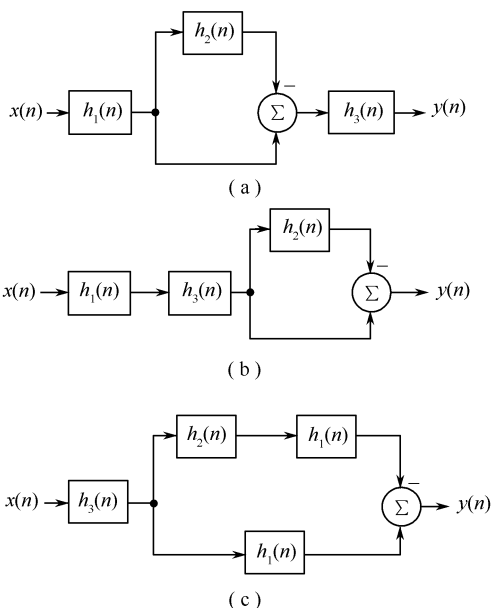 h₂(n)
−
x(n) h₁(n) Σ h₃(n) y(n)
( a )
h₂(n)
−
x(n) h₁(n) h₃(n) Σ y(n)
( b )
h₂(n) h₁(n)
−
x(n) h₃(n) Σ y(n)
h₁(n)
( c )